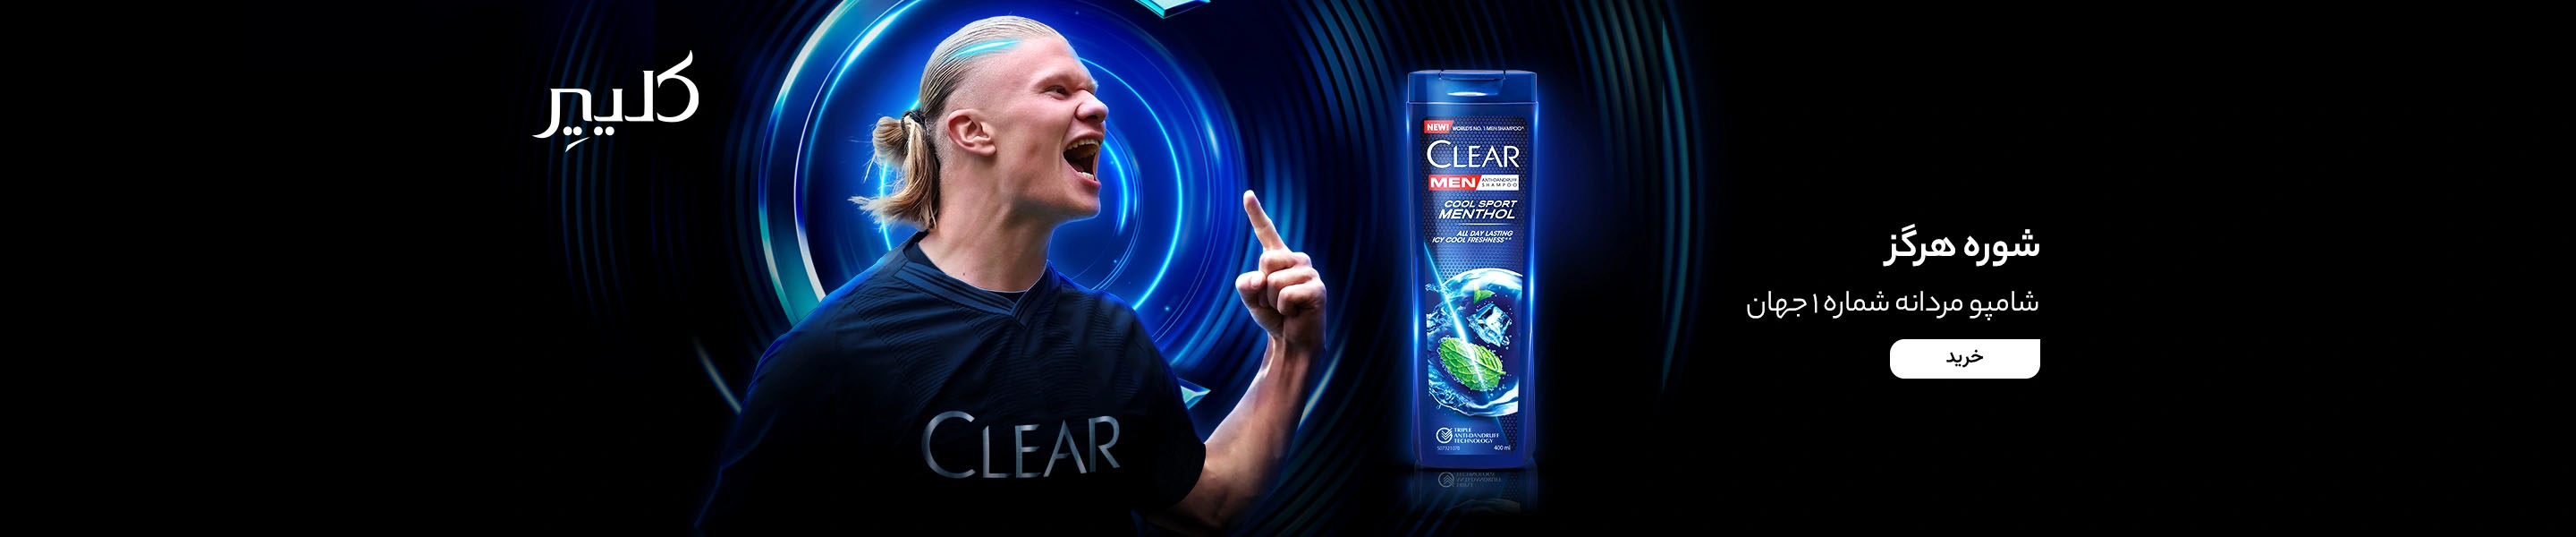 کلییِر
CLEAR
NEW! WORLD'S NO. 1 MEN SHAMPOO*
CLEAR
MEN ANTI-DANDRUFF SHAMPOO
COOL SPORT
MENTHOL
ALL DAY LASTING
ICY COOL FRESHNESS**
TRIPLE
ANTI-DANDRUFF
TECHNOLOGY
400 ml
شوره هرگز
شامپو مردانه شماره ۱ جهان
خرید